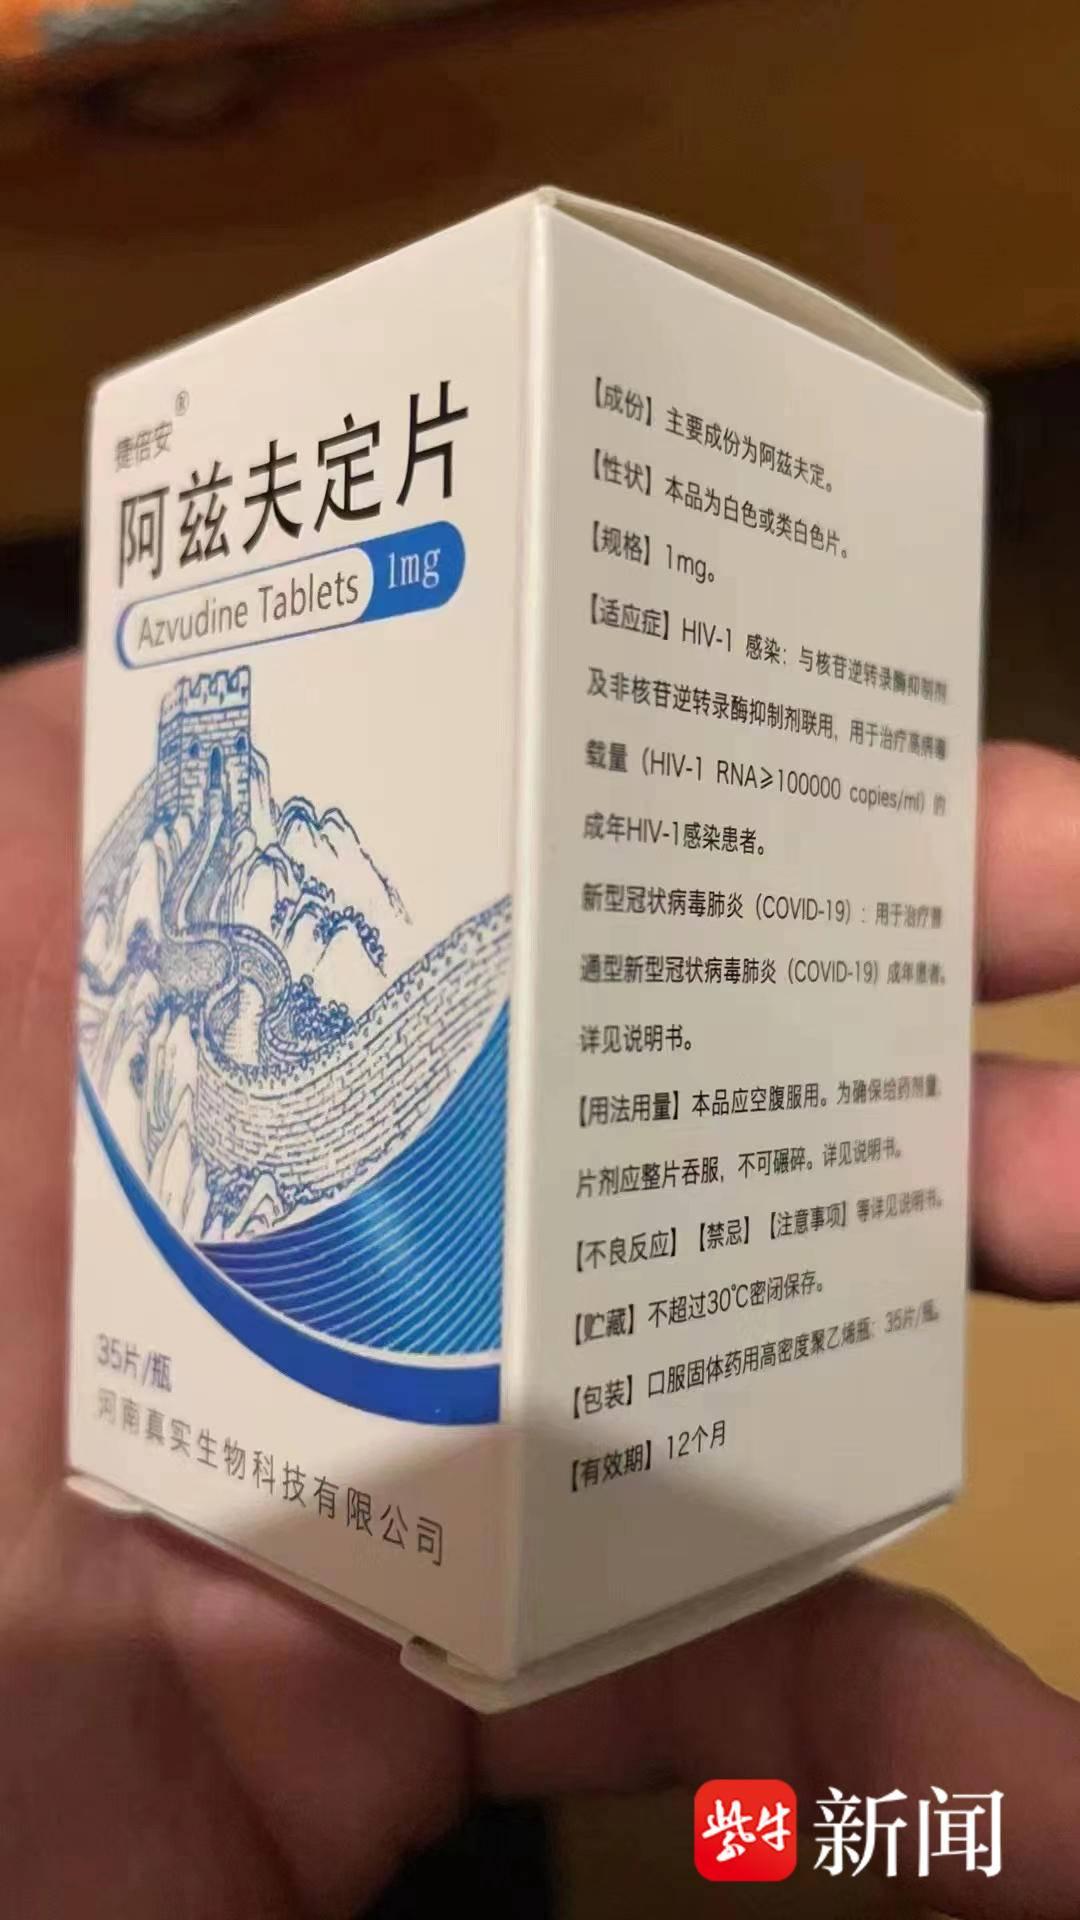 捷倍安®
阿兹夫定片
Azvudine Tablets 1mg
35片/瓶
河南真实生物科技有限公司
【成份】主要成份为阿兹夫定。
【性状】本品为白色或类白色片。
【规格】1mg。
【适应症】HIV-1 感染：与核苷逆转录酶抑制剂
及非核苷逆转录酶抑制剂联用，用于治疗高病毒
载量（HIV-1 RNA≥100000 copies/ml）的
成年HIV-1感染患者。
新型冠状病毒肺炎（COVID-19）：用于治疗普
通型新型冠状病毒肺炎（COVID-19）成年患者。
详见说明书。
【用法用量】本品应空腹服用。为确保给药剂量，
片剂应整片吞服，不可碾碎。详见说明书。
【不良反应】【禁忌】【注意事项】等详见说明书。
【贮藏】不超过30℃密闭保存。
【包装】口服固体药用高密度聚乙烯瓶；35片/瓶。
【有效期】12个月
紫牛新闻